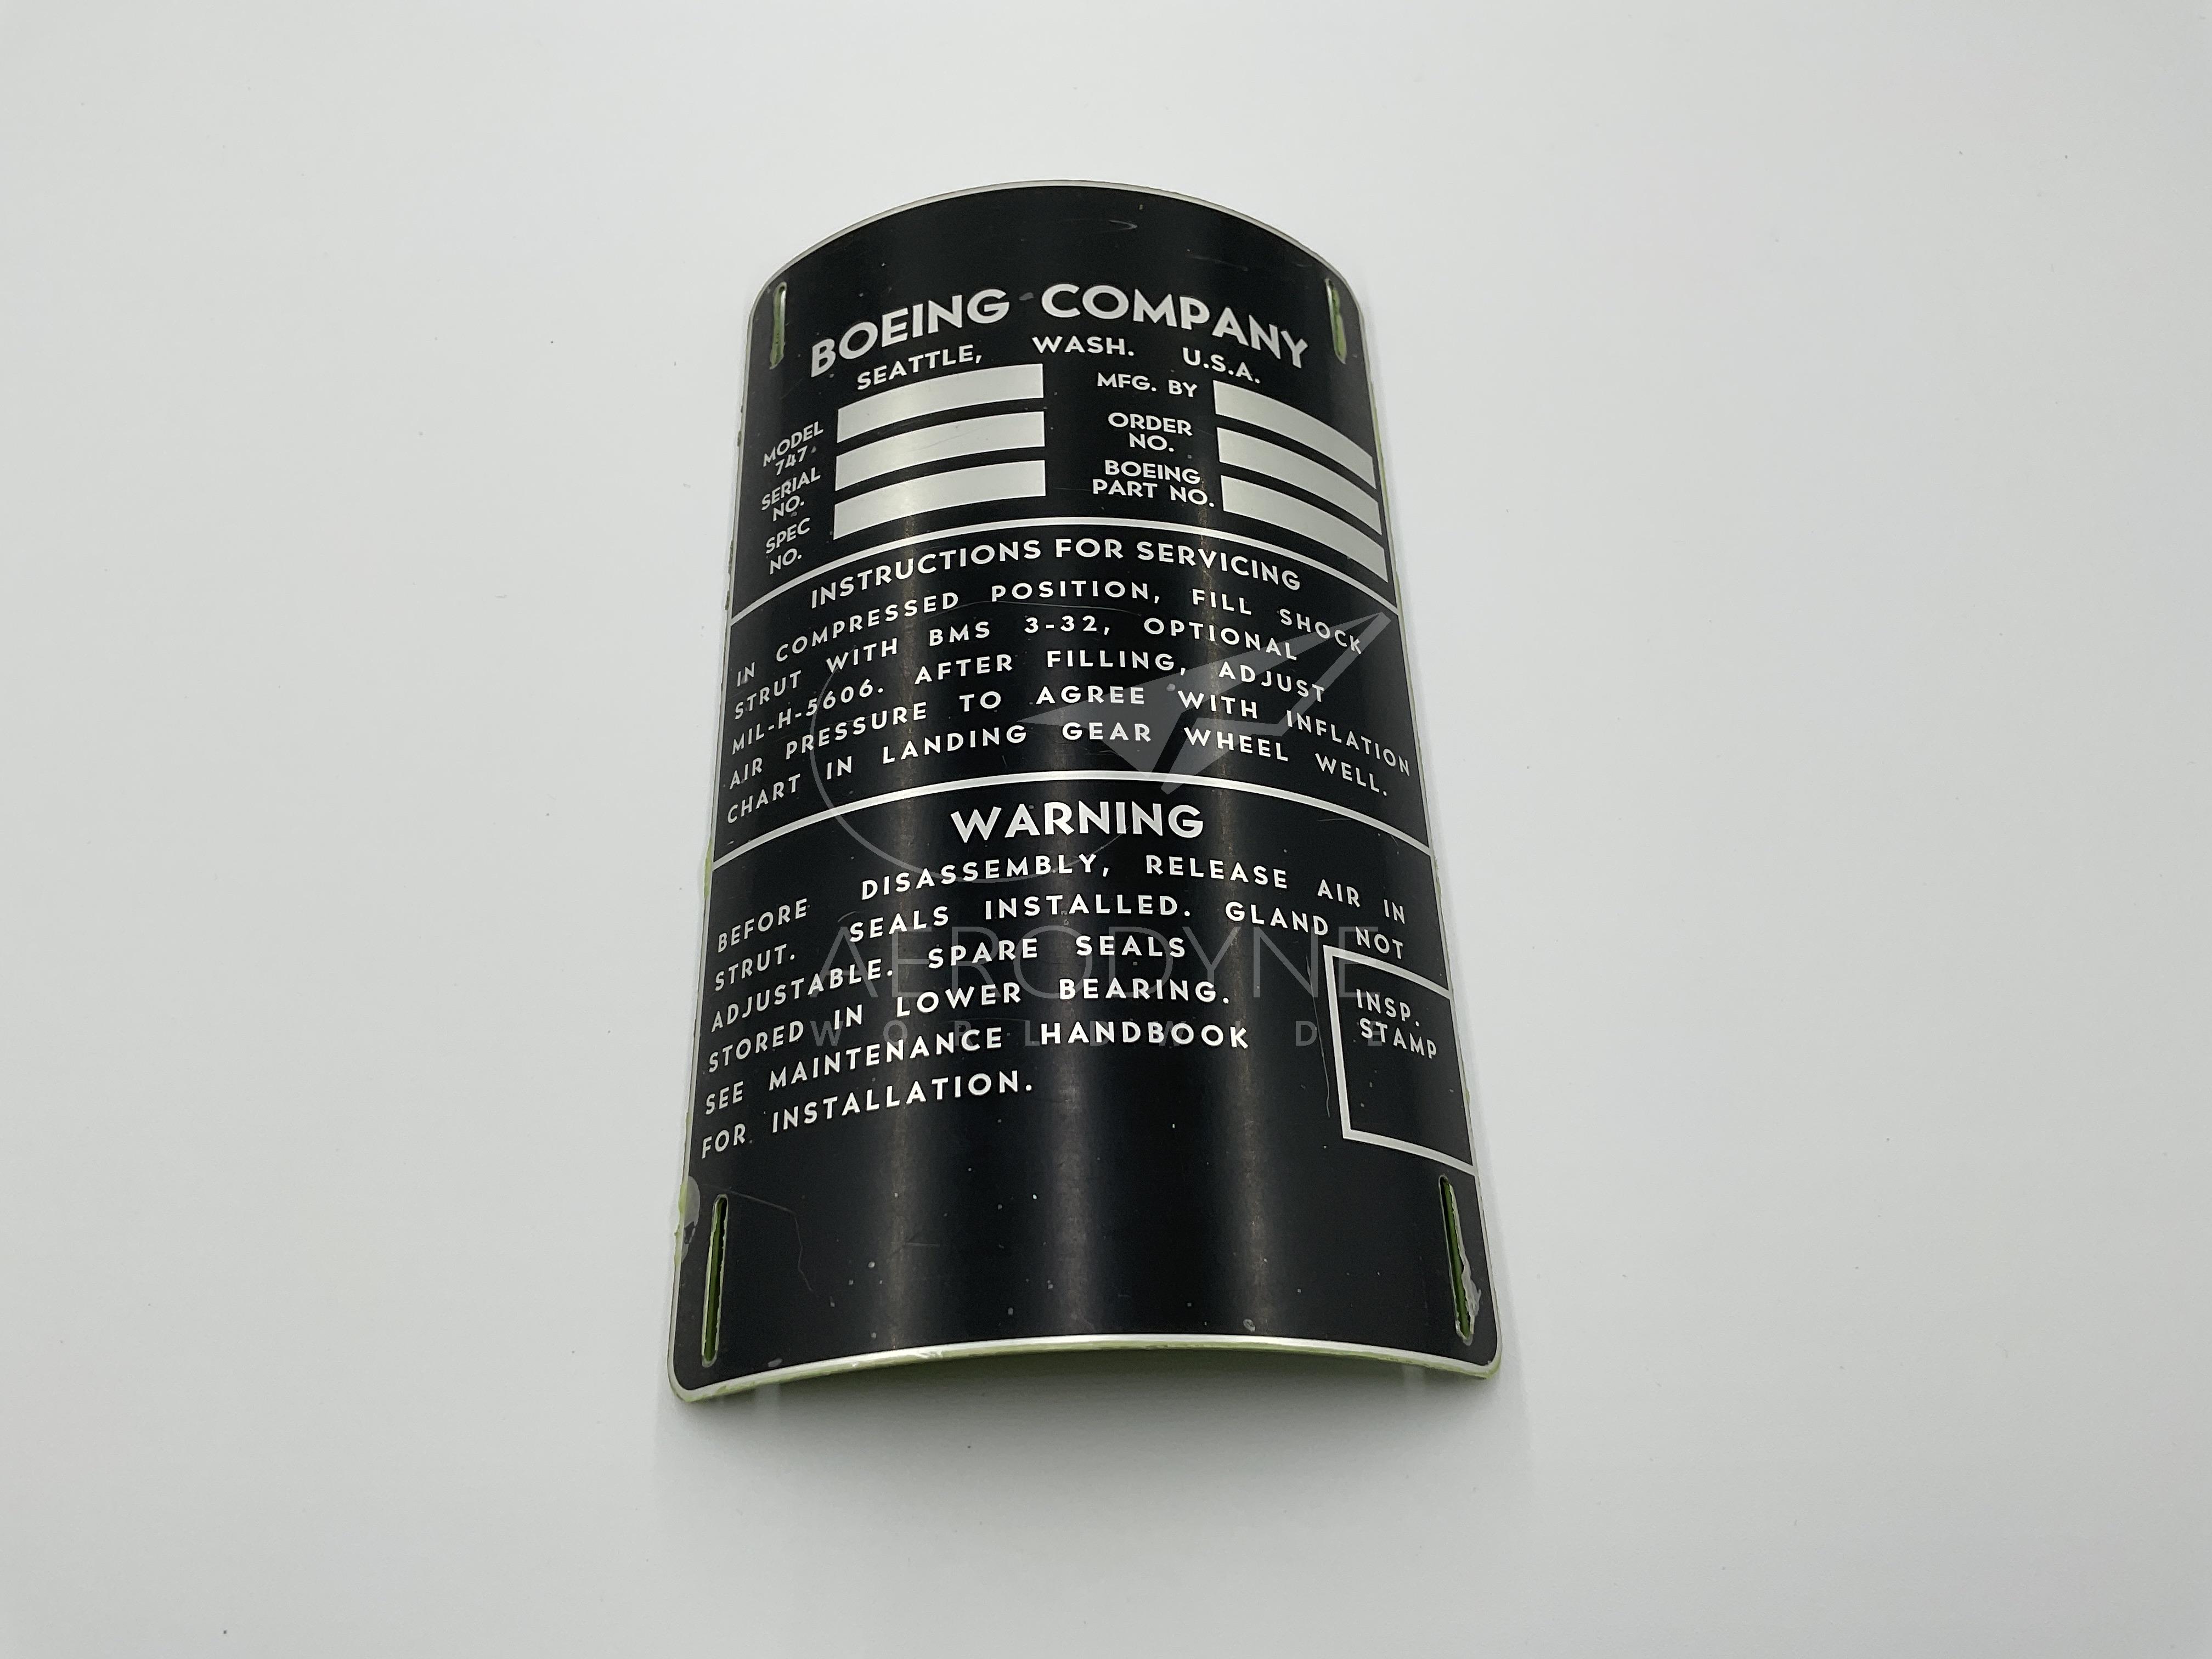 BOEING COMPANY
SEATTLE, WASH. U.S.A.
MODEL
747
MFG. BY
SERIAL
NO.
ORDER
NO.
SPEC
NO.
BOEING
PART NO.
INSTRUCTIONS FOR SERVICING
IN COMPRESSED POSITION, FILL SHOCK
STRUT WITH BMS 3-32, OPTIONAL
MIL-H-5606. AFTER FILLING, ADJUST
AIR PRESSURE TO AGREE WITH INFLATION
CHART IN LANDING GEAR WHEEL WELL.
WARNING
BEFORE DISASSEMBLY, RELEASE AIR IN
STRUT. SEALS INSTALLED. GLAND NOT
ADJUSTABLE. SPARE SEALS
STORED IN LOWER BEARING.
SEE MAINTENANCE HANDBOOK
FOR INSTALLATION.
INSP.
STAMP
AERODYNE
WORLDWIDE